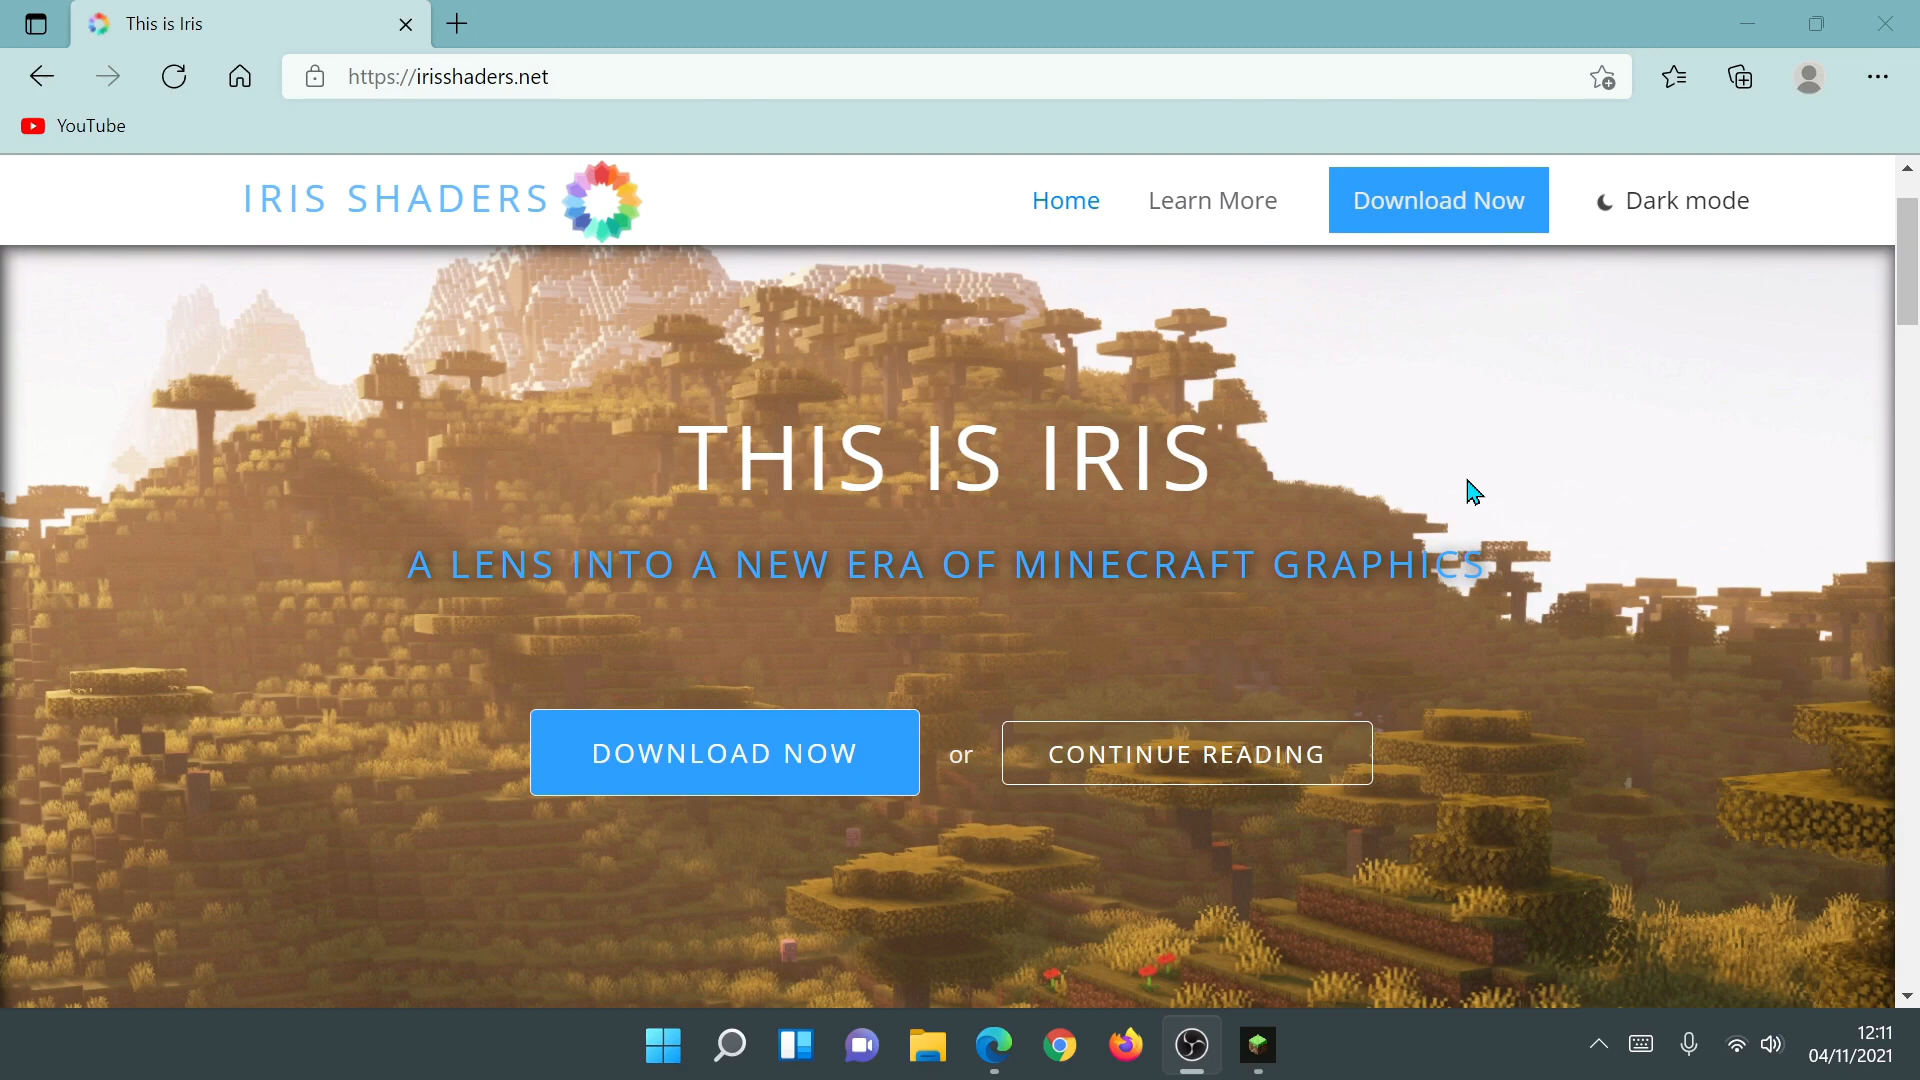 This is Iris
https://irisshaders.net
YouTube
IRIS SHADERS
Home
Learn More
Download Now
Dark mode
THIS IS IRIS
A LENS INTO A NEW ERA OF MINECRAFT GRAPHICS
DOWNLOAD NOW
or
CONTINUE READING
12:11
04/11/2021